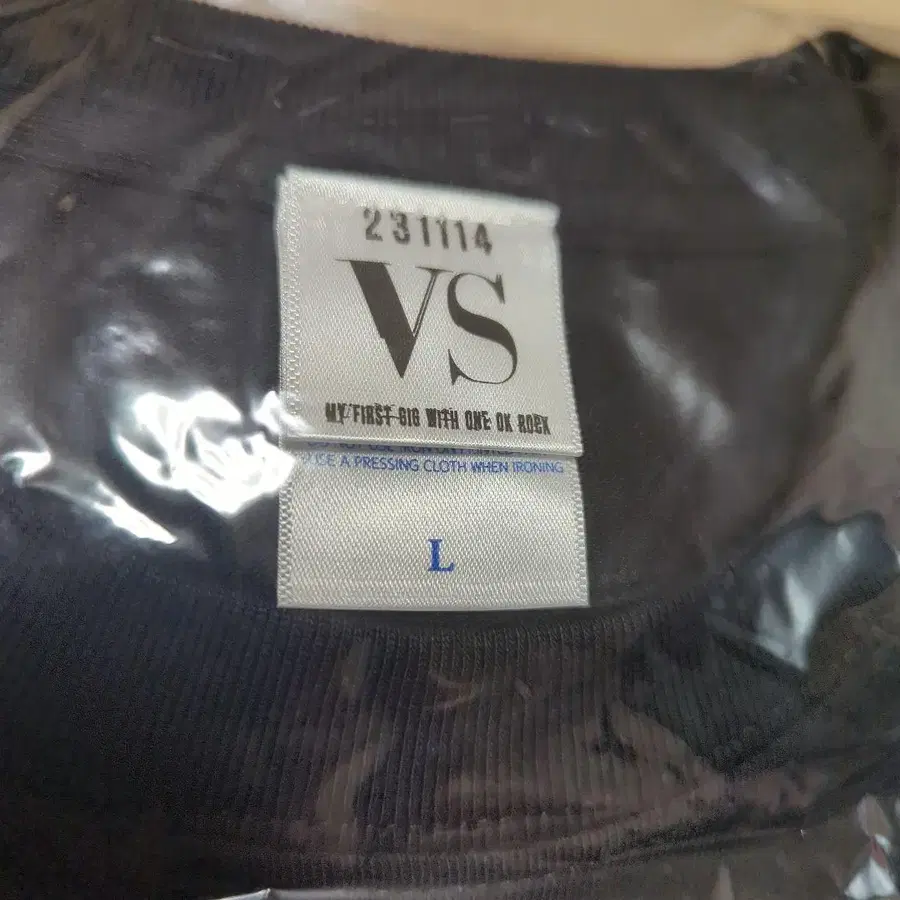 231114
VS
MY FIRST GIG WITH ONE OK ROCK
USE A PRESSING CLOTH WHEN IRONING
L